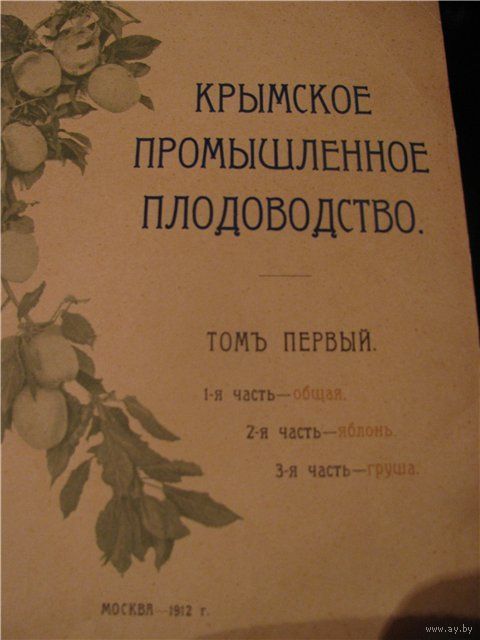 КРЫМСКОЕ
ПРОМЫШЛЕННОЕ
ПЛОДОВОДСТВО.
ТОМЪ ПЕРВЫЙ.
1-я часть—общая.
2-я часть—яблонь.
3-я часть—груша.
МОСКВА—1912 г.
www.ay.by